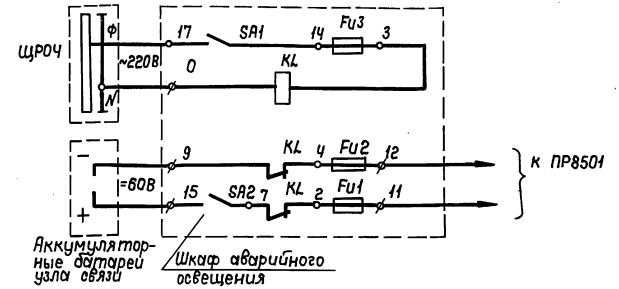 ЩРОЧ
Ф
~220В
N
17
SA1
14
Fu3
3
0
KL
-
=60В
+
9
KL
4
Fu2
12
15
SA2
7
KL
2
Fu1
11
К ПР8501
Аккумулятор-
ные батареи
узла связи
Шкаф аварийного
освещения